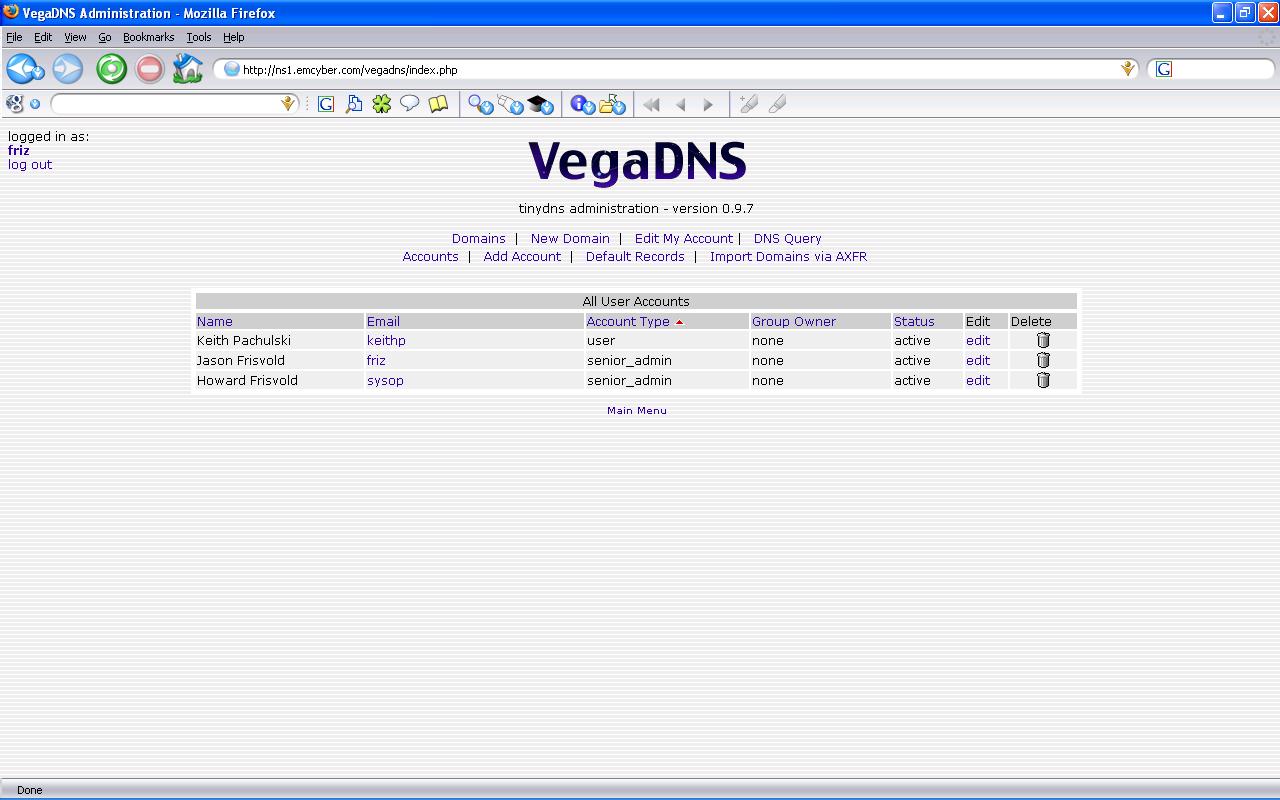 VegaDNS Administration - Mozilla Firefox
File Edit View Go Bookmarks Tools Help
http://ns1.emcyber.com/vegadns/index.php
G
G
logged in as:
friz
log out
VegaDNS
tinydns administration - version 0.9.7
Domains | New Domain | Edit My Account | DNS Query
Accounts | Add Account | Default Records | Import Domains via AXFR
All User Accounts
Name Email Account Type Group Owner Status Edit Delete
Keith Pachulski keithp user none active edit
Jason Frisvold friz senior_admin none active edit
Howard Frisvold sysop senior_admin none active edit
Main Menu
Done